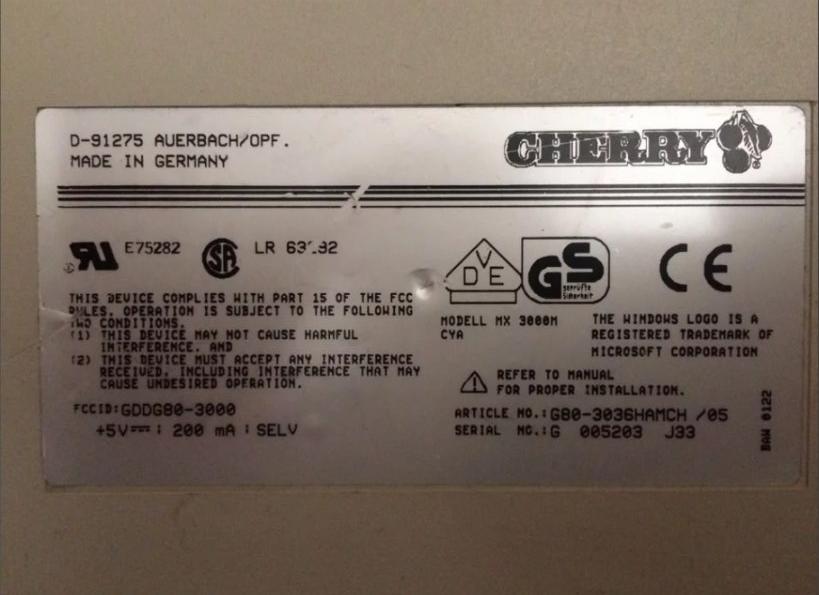 D-91275 AUERBACH/OPF.
MADE IN GERMANY
CHERRY
®
E75282
SA
LR
VDE
GS
geprüfte
Sicherheit
CE
THIS DEVICE COMPLIES WITH PART 15 OF THE FCC
RULES. OPERATION IS SUBJECT TO THE FOLLOWING
TWO CONDITIONS.
(1) THIS DEVICE MAY NOT CAUSE HARMFUL
INTERFERENCE, AND
(2) THIS DEVICE MUST ACCEPT ANY INTERFERENCE
RECEIVED, INCLUDING INTERFERENCE THAT MAY
CAUSE UNDESIRED OPERATION.
FCCID:GDDG80-3000
+5V⎓ : 200 mA : SELV
MODELL MX 3000M
CYA
THE WINDOWS LOGO IS A
REGISTERED TRADEMARK OF
MICROSOFT CORPORATION
⚠ REFER TO MANUAL
FOR PROPER INSTALLATION.
ARTICLE NO.:G80-3036HAMCH /05
SERIAL NO.:G 005203 J33
BAW 0122